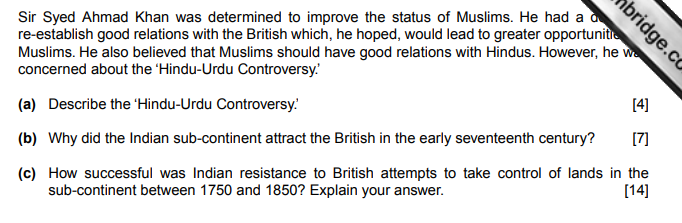 Sir Syed Ahmad Khan was determined to improve the status of Muslims. He had a
re-establish good relations with the British which, he hoped, would lead to greater
Muslims. He also believed that Muslims should have good relations with Hindus. However, he
concerned about the ‘Hindu-Urdu Controversy.’
(a) Describe the ‘Hindu-Urdu Controversy.’ [4]
(b) Why did the Indian sub-continent attract the British in the early seventeenth century? [7]
(c) How successful was Indian resistance to British attempts to take control of lands in the
sub-continent between 1750 and 1850? Explain your answer. [14]